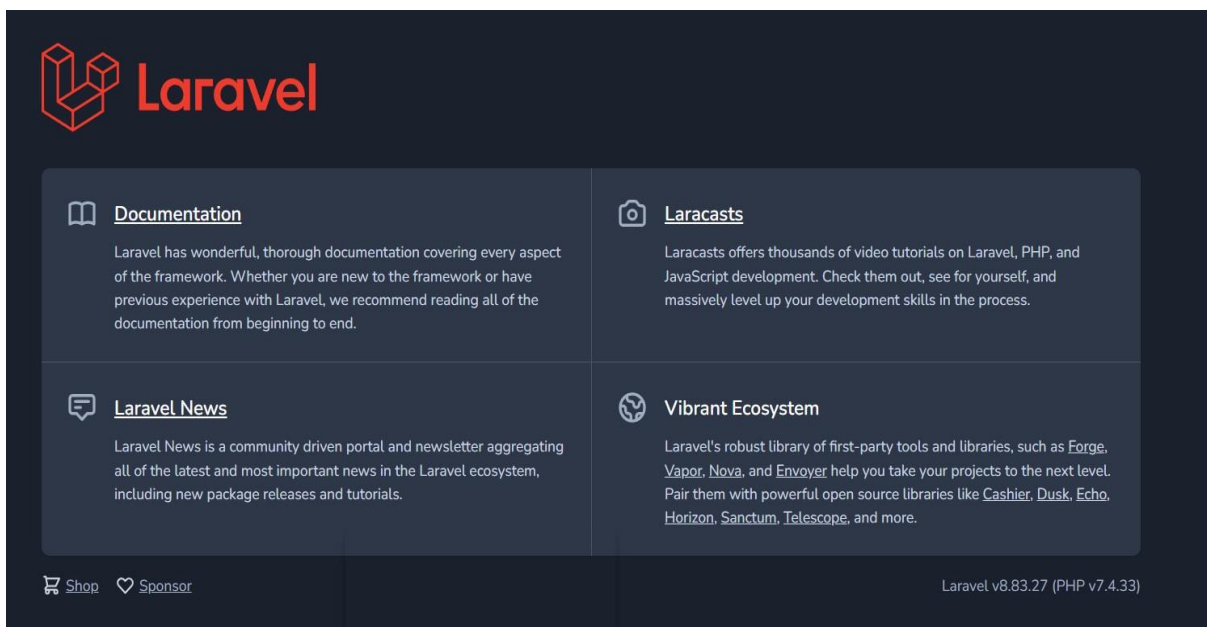 Laravel
Documentation
Laravel has wonderful, thorough documentation covering every aspect
of the framework. Whether you are new to the framework or have
previous experience with Laravel, we recommend reading all of the
documentation from beginning to end.
Laracasts
Laracasts offers thousands of video tutorials on Laravel, PHP, and
JavaScript development. Check them out, see for yourself, and
massively level up your development skills in the process.
Laravel News
Laravel News is a community driven portal and newsletter aggregating
all of the latest and most important news in the Laravel ecosystem,
including new package releases and tutorials.
Vibrant Ecosystem
Laravel's robust library of first-party tools and libraries, such as Forge,
Vapor, Nova, and Envoyer help you take your projects to the next level.
Pair them with powerful open source libraries like Cashier, Dusk, Echo,
Horizon, Sanctum, Telescope, and more.
Shop Sponsor
Laravel v8.83.27 (PHP v7.4.33)